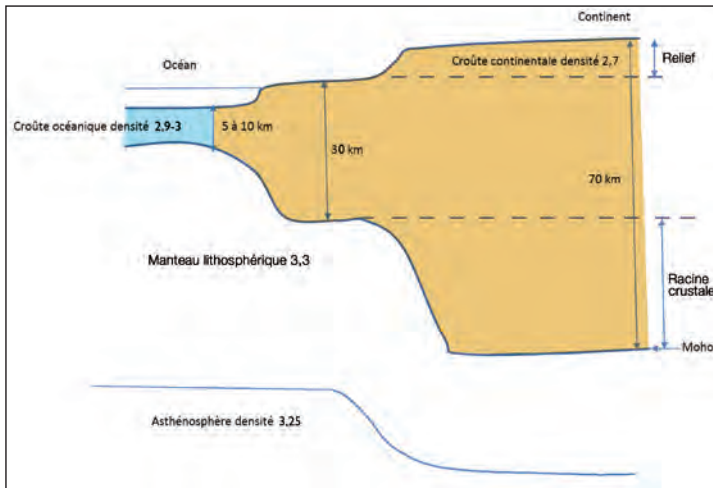 Continent
Océan
Croûte continentale densité 2,7
Relief
Croûte océanique densité 2,9-3
5 à 10 km
30 km
70 km
Manteau lithosphérique 3,3
Racine
crustale
Moho
Asthénosphère densité 3,25